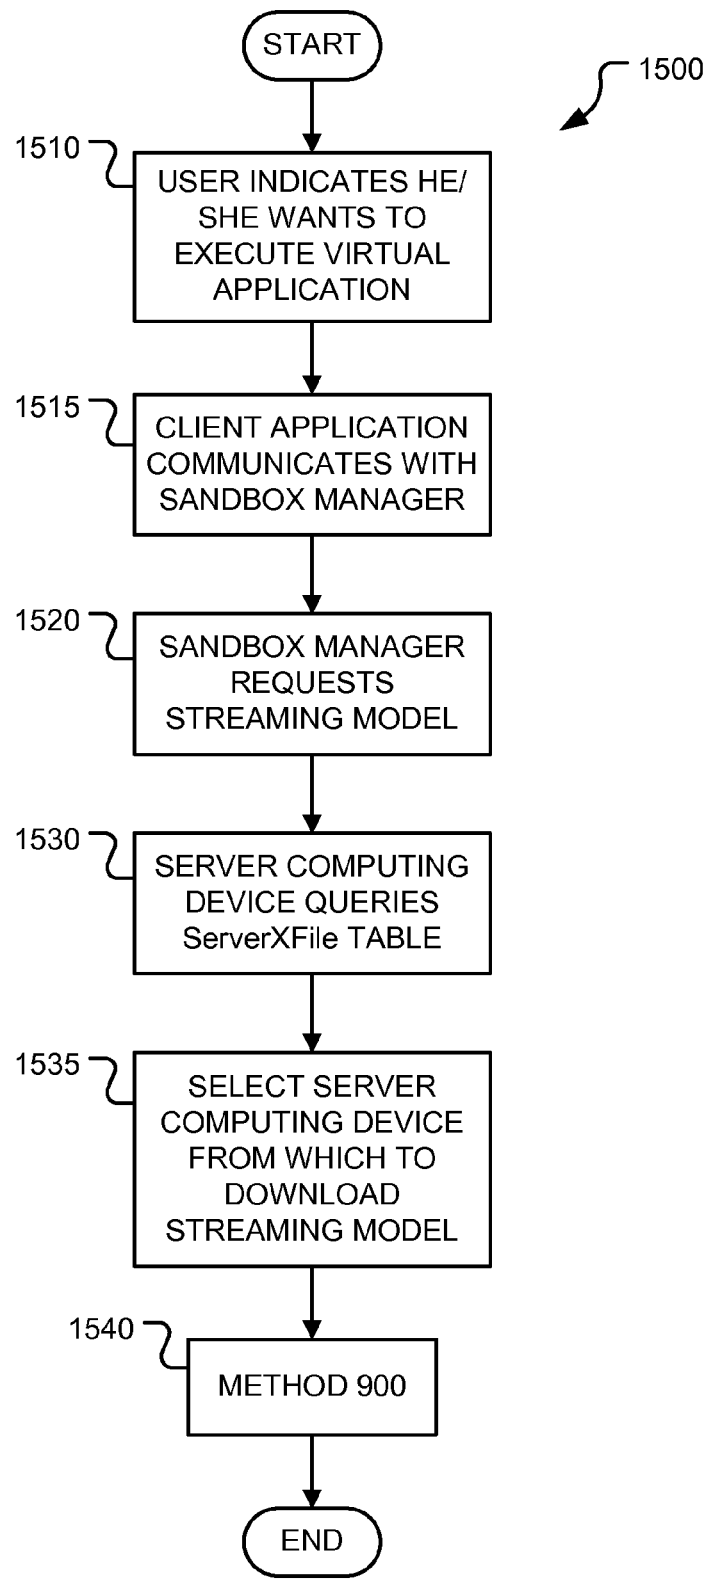 START
1500
1510
USER INDICATES HE/
SHE WANTS TO
EXECUTE VIRTUAL
APPLICATION
1515
CLIENT APPLICATION
COMMUNICATES WITH
SANDBOX MANAGER
1520
SANDBOX MANAGER
REQUESTS
STREAMING MODEL
1530
SERVER COMPUTING
DEVICE QUERIES
ServerXFile TABLE
1535
SELECT SERVER
COMPUTING DEVICE
FROM WHICH TO
DOWNLOAD
STREAMING MODEL
1540
METHOD 900
END